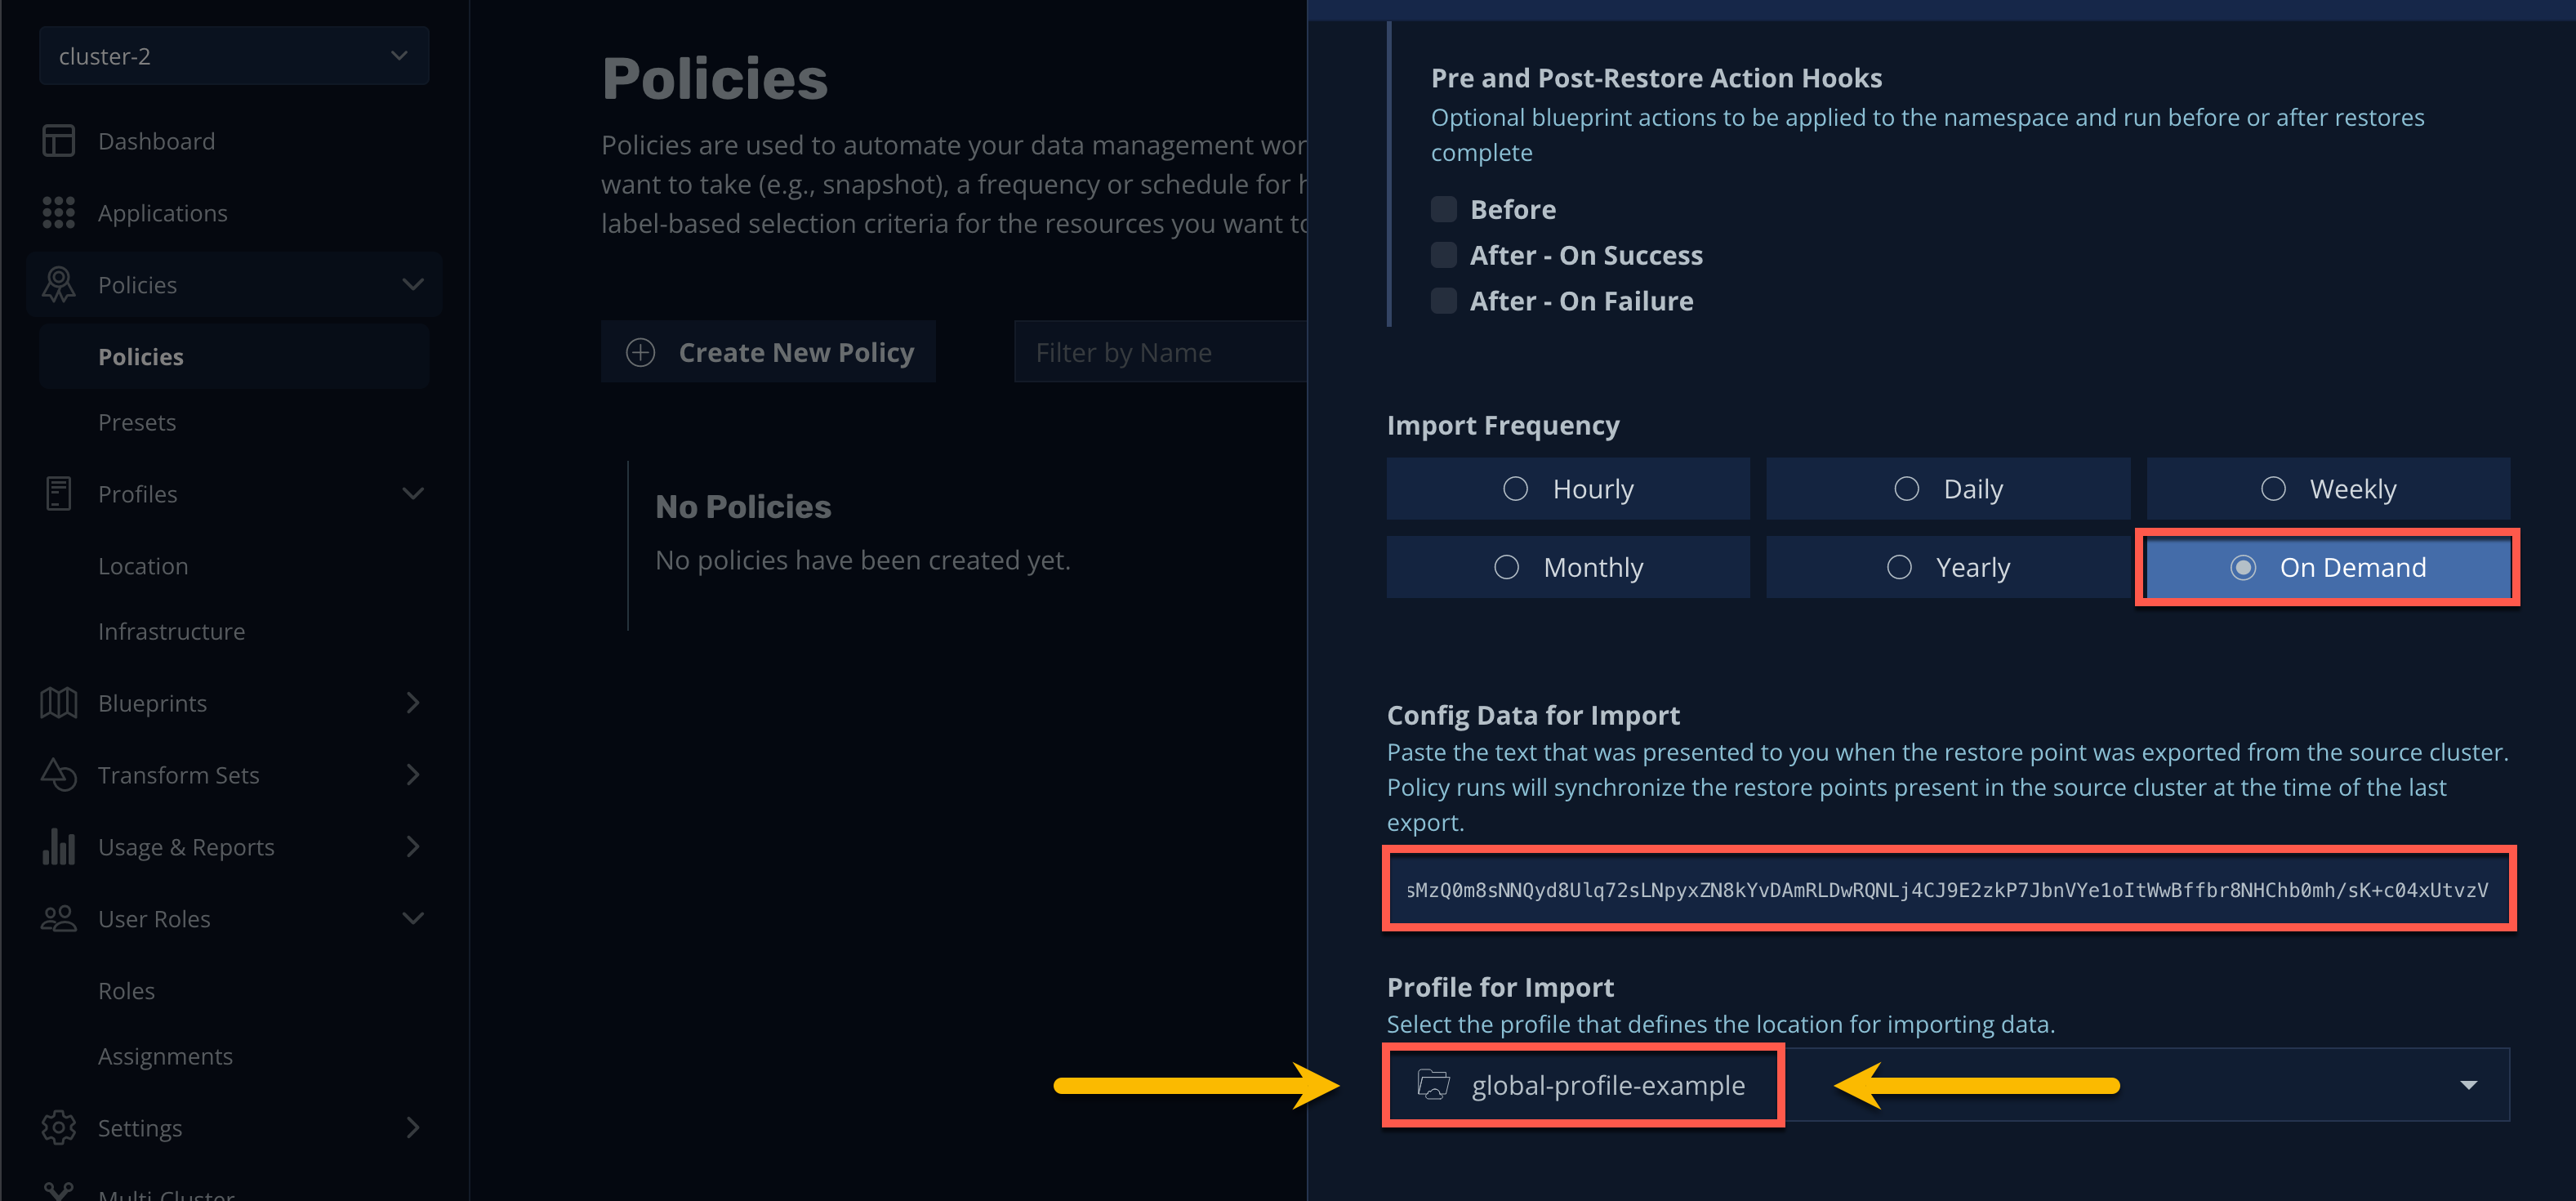 cluster-2
Dashboard
Applications
Policies
Policies
Presets
Profiles
Location
Infrastructure
Blueprints
Transform Sets
Usage & Reports
User Roles
Roles
Assignments
Settings
Multi-Cluster
Policies
Policies are used to automate your data management wor
want to take (e.g., snapshot), a frequency or schedule for h
label-based selection criteria for the resources you want to
Create New Policy
Filter by Name
No Policies
No policies have been created yet.
Pre and Post-Restore Action Hooks
Optional blueprint actions to be applied to the namespace and run before or after restores
complete
Before
After - On Success
After - On Failure
Import Frequency
Hourly
Daily
Weekly
Monthly
Yearly
On Demand
Config Data for Import
Paste the text that was presented to you when the restore point was exported from the source cluster.
Policy runs will synchronize the restore points present in the source cluster at the time of the last
export.
sMzQ0m8sNNQyd8Ulq72sLNpyxZN8kYvDAmRLDwRQNLj4CJ9E2zkP7JbnVYe1oItWwBffbr8NHChb0mh/sK+c04xUtvzV
Profile for Import
Select the profile that defines the location for importing data.
global-profile-example